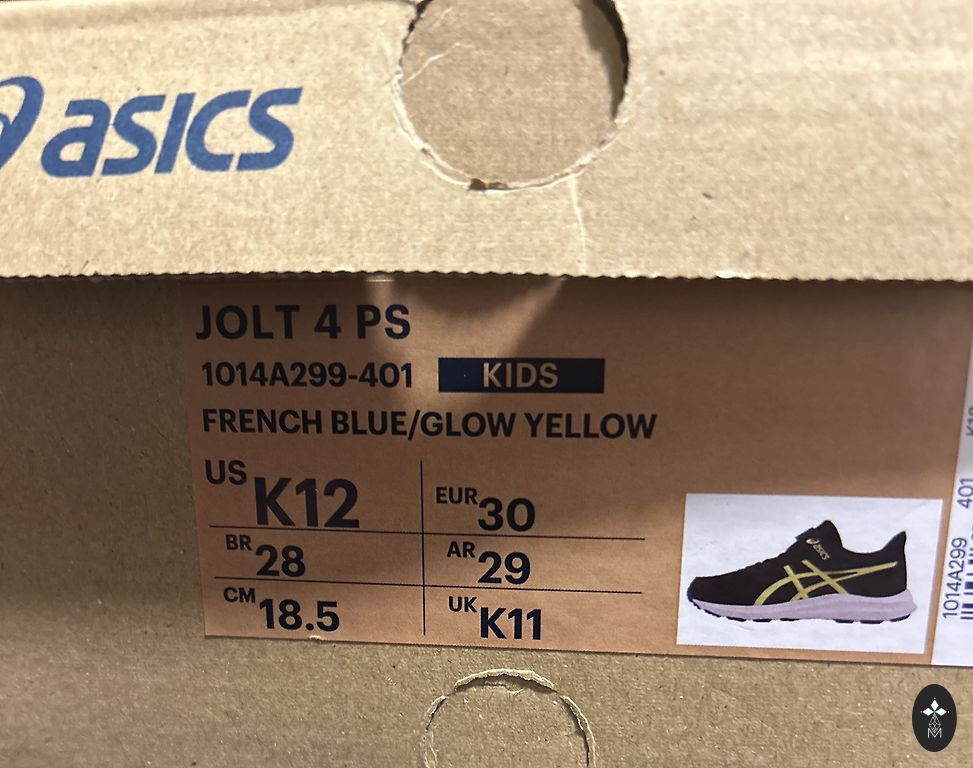 asics
JOLT 4 PS
1014A299-401 KIDS
FRENCH BLUE/GLOW YELLOW
US K12 EUR 30
BR 28 AR 29
CM 18.5 UK K11
asics
1014A299 401
M